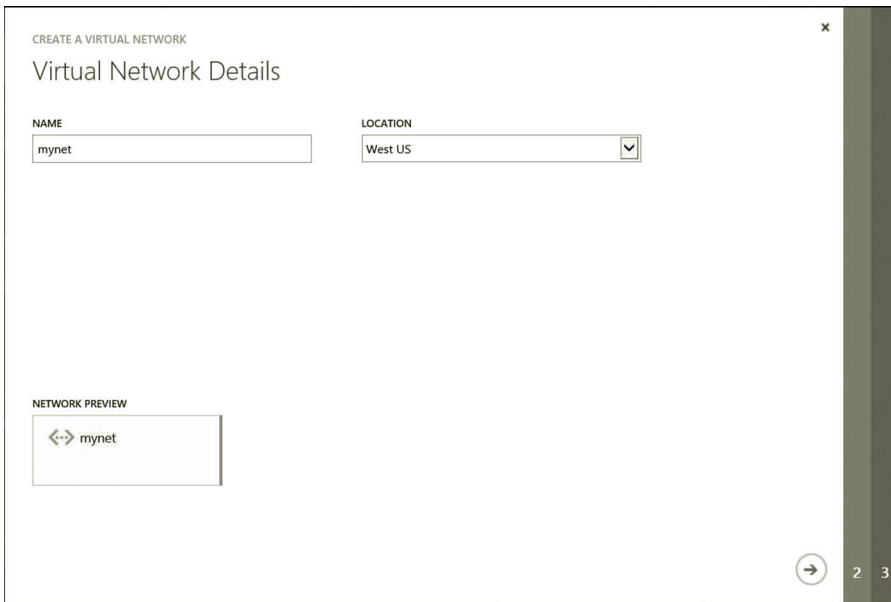 CREATE A VIRTUAL NETWORK
Virtual Network Details
NAME
LOCATION
mynet
West US
NETWORK PREVIEW
mynet
2 3